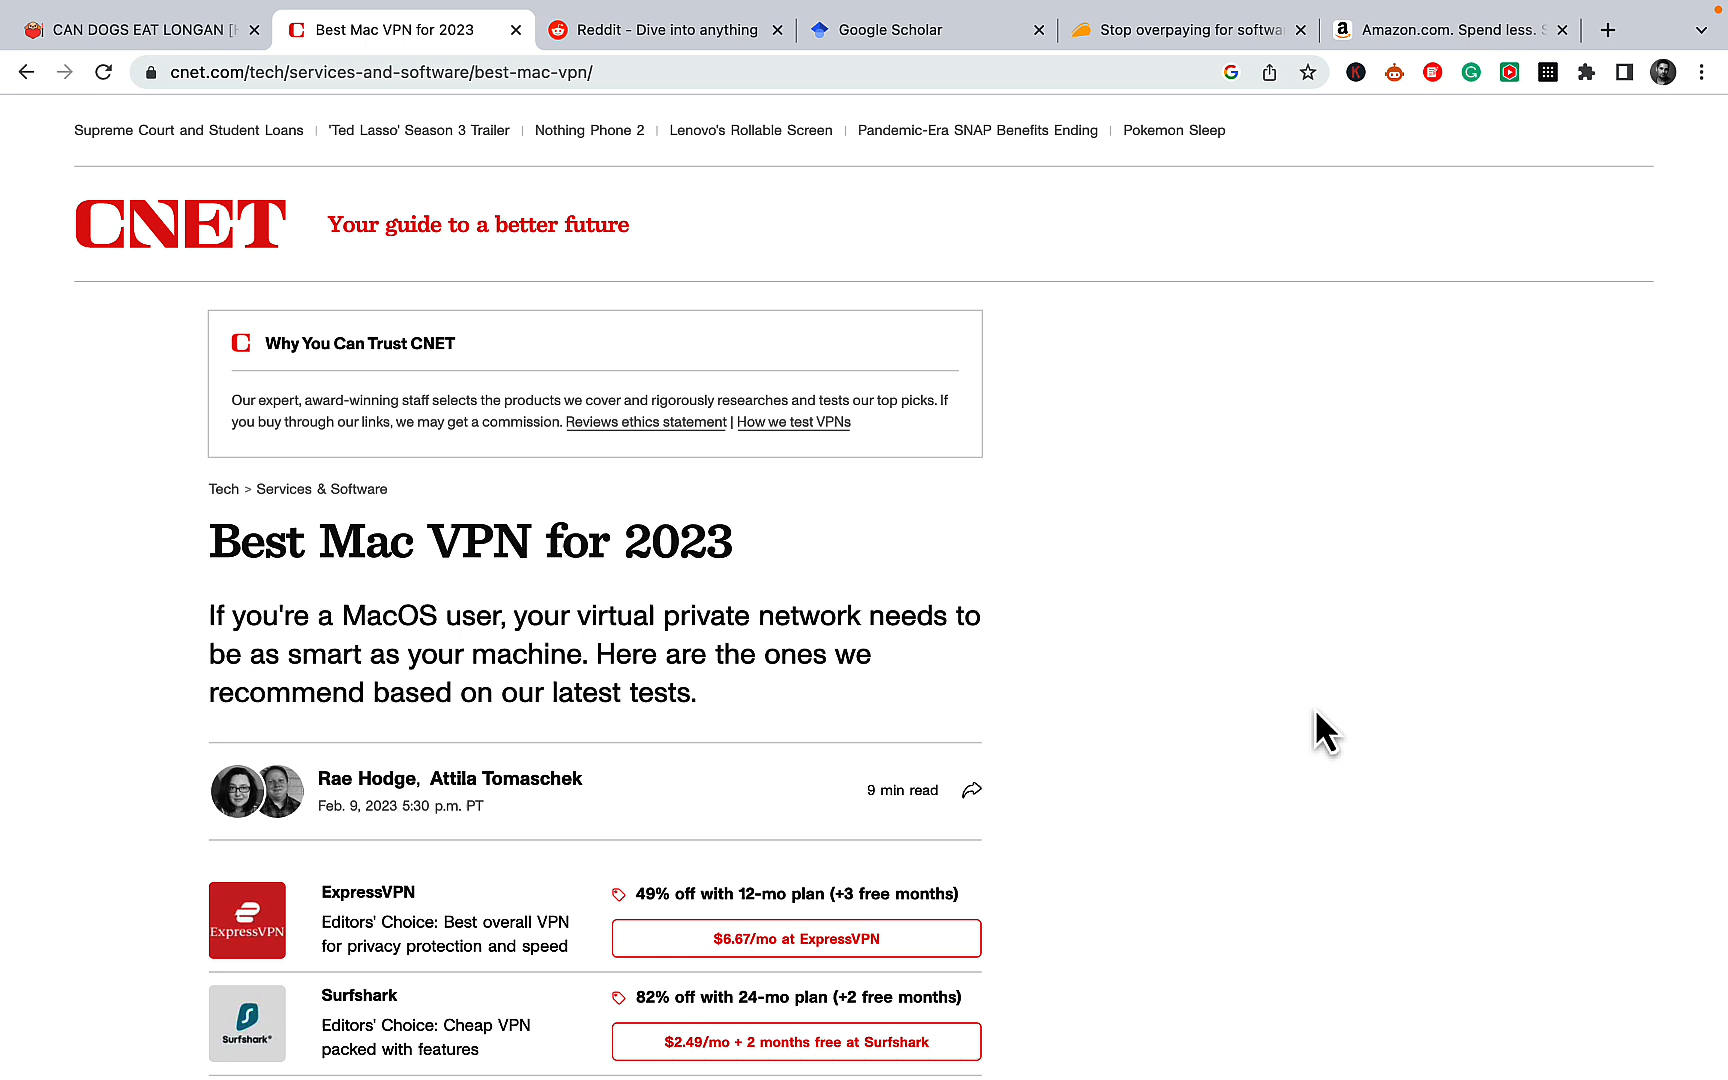 CAN DOGS EAT LONGAN
Best Mac VPN for 2023
Reddit - Dive into anything
Google Scholar
Stop overpaying for softwa
Amazon.com. Spend less.
cnet.com/tech/services-and-software/best-mac-vpn/
Supreme Court and Student Loans | 'Ted Lasso' Season 3 Trailer | Nothing Phone 2 | Lenovo's Rollable Screen | Pandemic-Era SNAP Benefits Ending | Pokemon Sleep
CNET
Your guide to a better future
Why You Can Trust CNET
Our expert, award-winning staff selects the products we cover and rigorously researches and tests our top picks. If
you buy through our links, we may get a commission. Reviews ethics statement | How we test VPNs
Tech > Services & Software
Best Mac VPN for 2023
If you're a MacOS user, your virtual private network needs to
be as smart as your machine. Here are the ones we
recommend based on our latest tests.
Rae Hodge, Attila Tomaschek
Feb. 9, 2023 5:30 p.m. PT
9 min read
ExpressVPN
ExpressVPN
Editors' Choice: Best overall VPN
for privacy protection and speed
49% off with 12-mo plan (+3 free months)
$6.67/mo at ExpressVPN
Surfshark
Surfshark
Editors' Choice: Cheap VPN
packed with features
82% off with 24-mo plan (+2 free months)
$2.49/mo + 2 months free at Surfshark